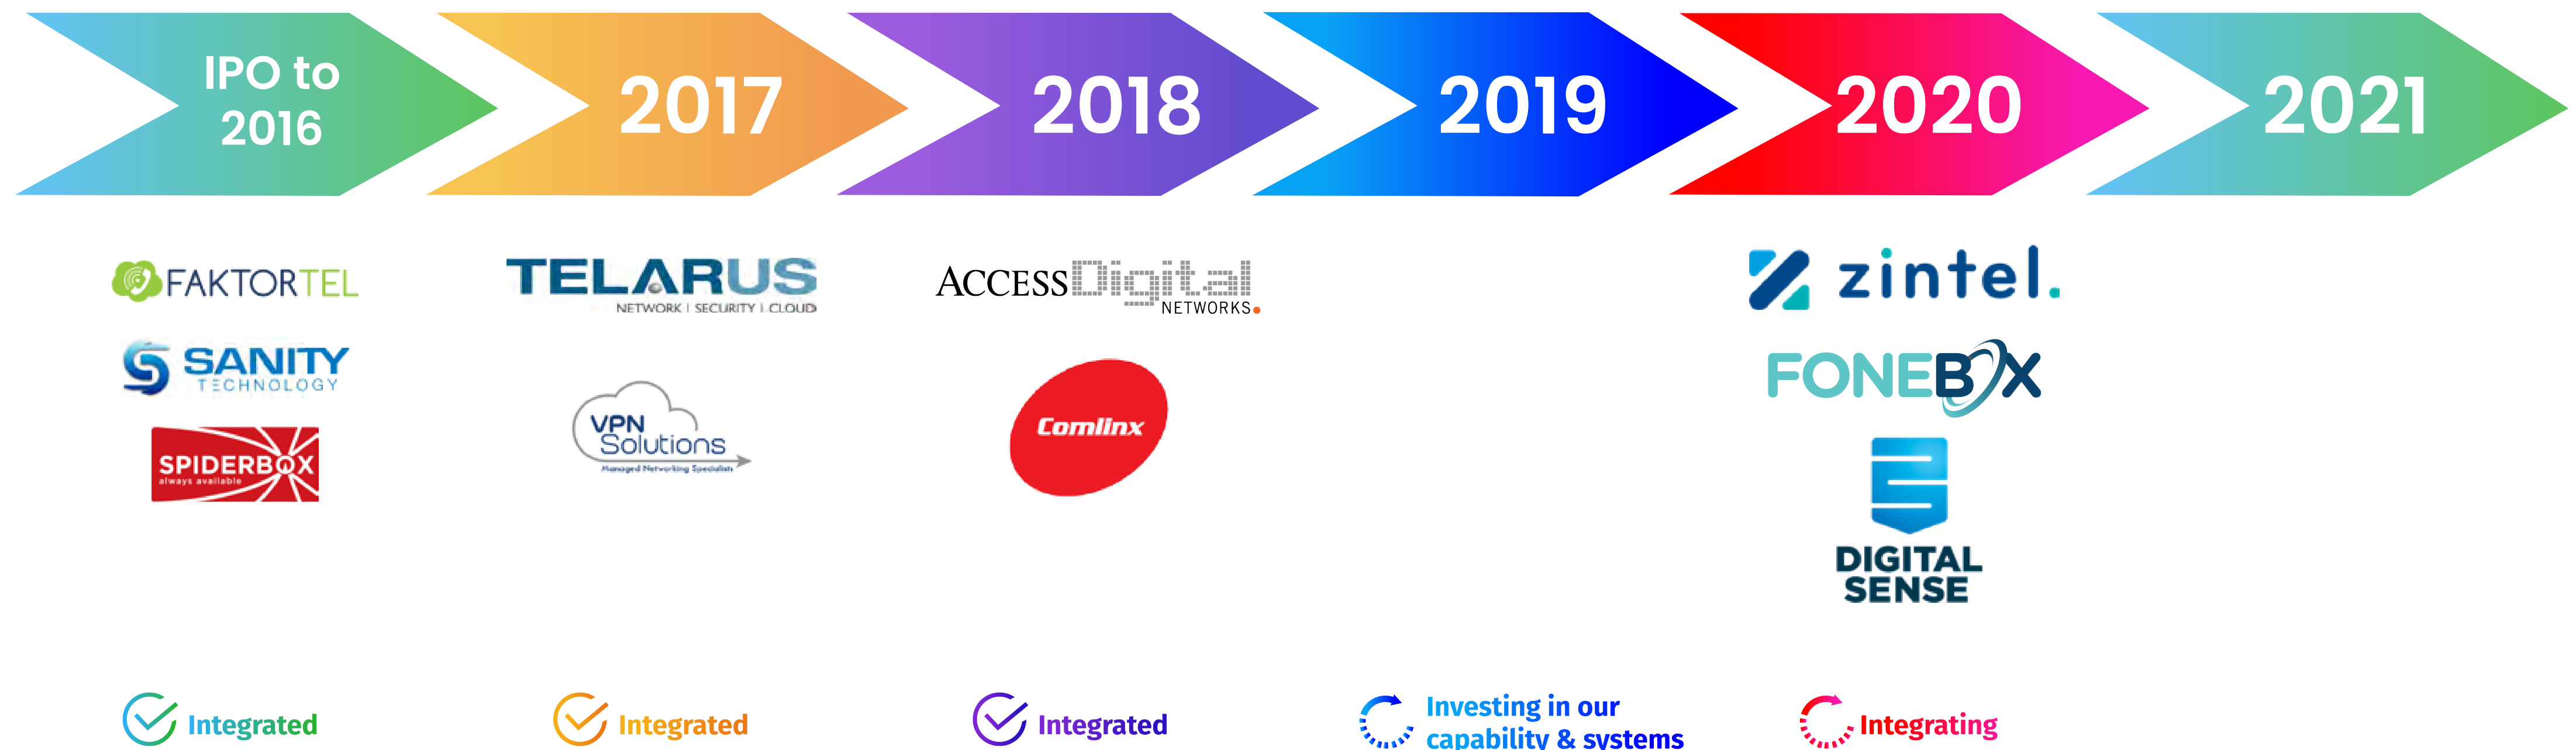 IPO to
2016
2017
2018
2019
2020
2021
FAKTORTEL
SANITY
TECHNOLOGY
SPIDERBOX
always available
TELARUS
NETWORK | SECURITY | CLOUD
VPN
Solutions
Managed Networking Specialists
ACCESS Digital
NETWORKS.
Comlinx
zintel.
FONEBOX
DIGITAL
SENSE
Integrated
Integrated
Integrated
Investing in our
capability & systems
Integrating